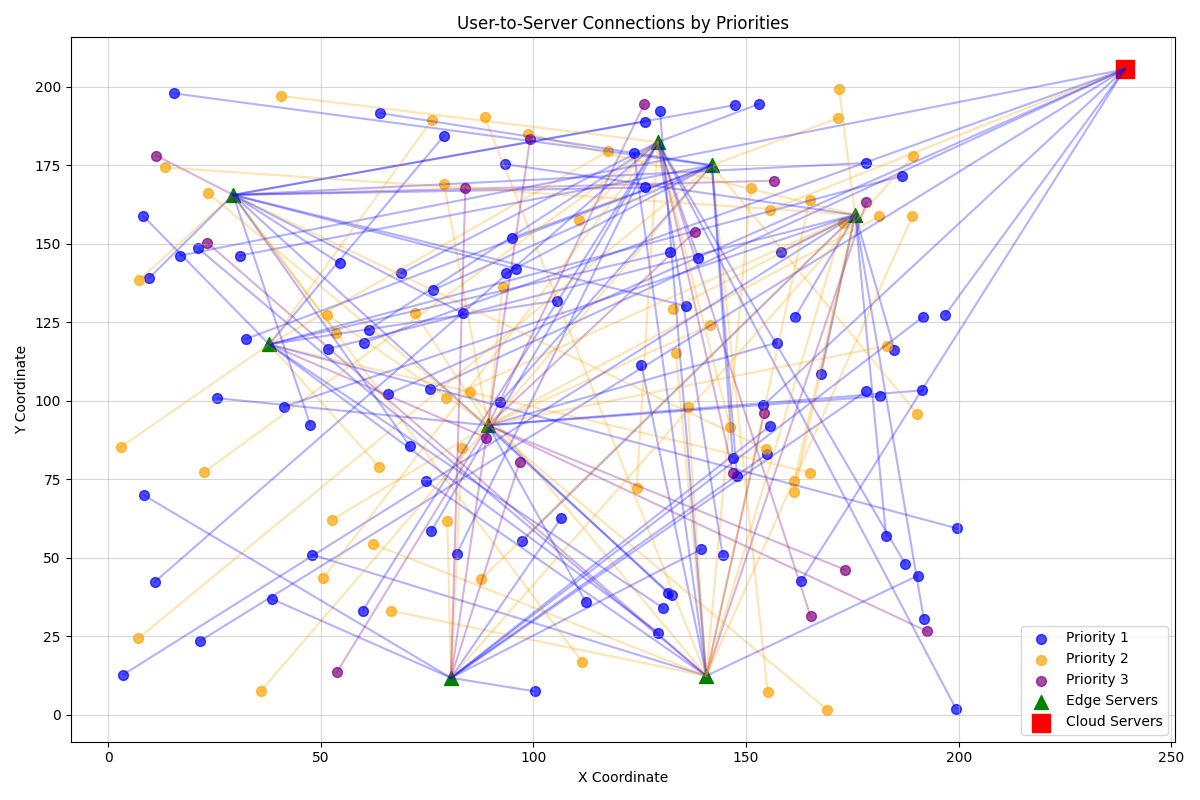 User-to-Server Connections by Priorities
Y Coordinate
200
175
150
125
100
75
50
25
0
0 50 100 150 200 250
X Coordinate
Priority 1
Priority 2
Priority 3
Edge Servers
Cloud Servers